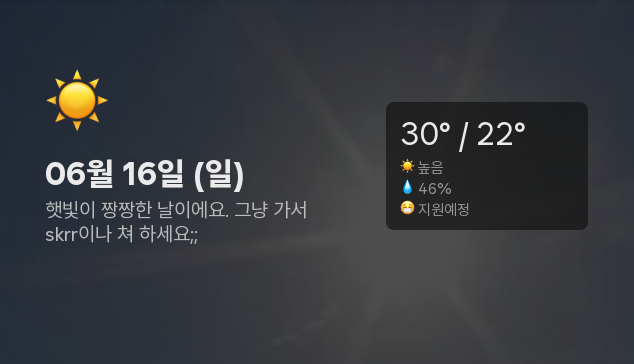 06월 16일 (일)
햇빛이 짱짱한 날이에요. 그냥 가서
skrr이나 쳐 하세요;;
30° / 22°
높음
46%
지원예정